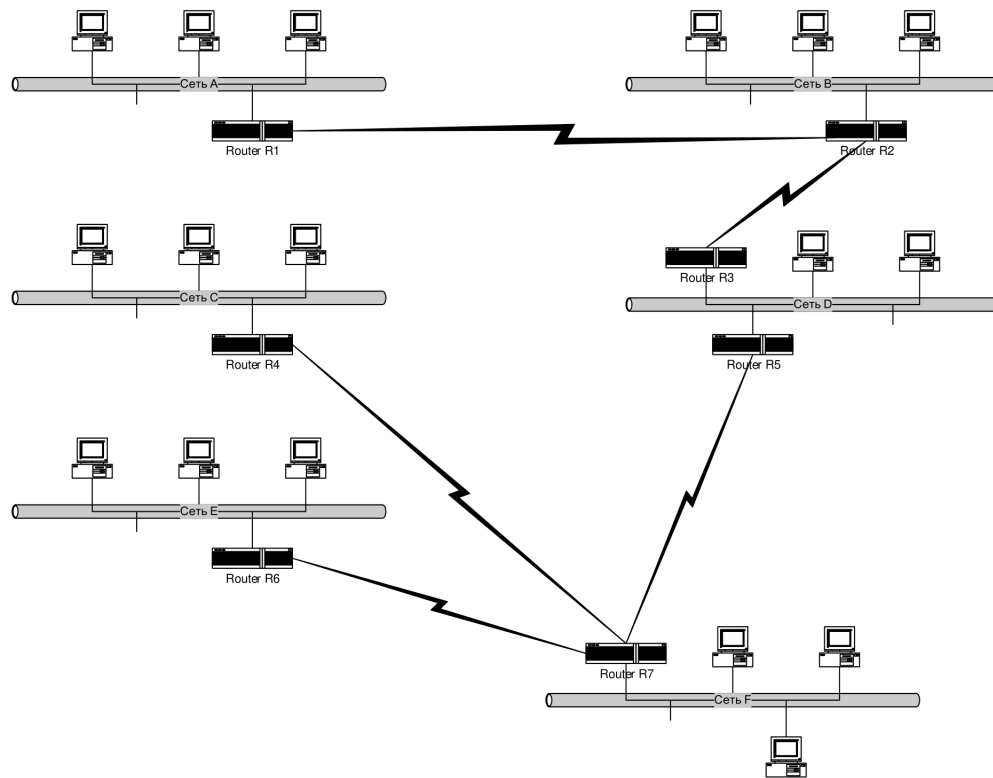 Сеть A
Сеть B
Router R1
Router R2
Router R3
Сеть C
Сеть D
Router R4
Router R5
Сеть E
Router R6
Router R7
Сеть F